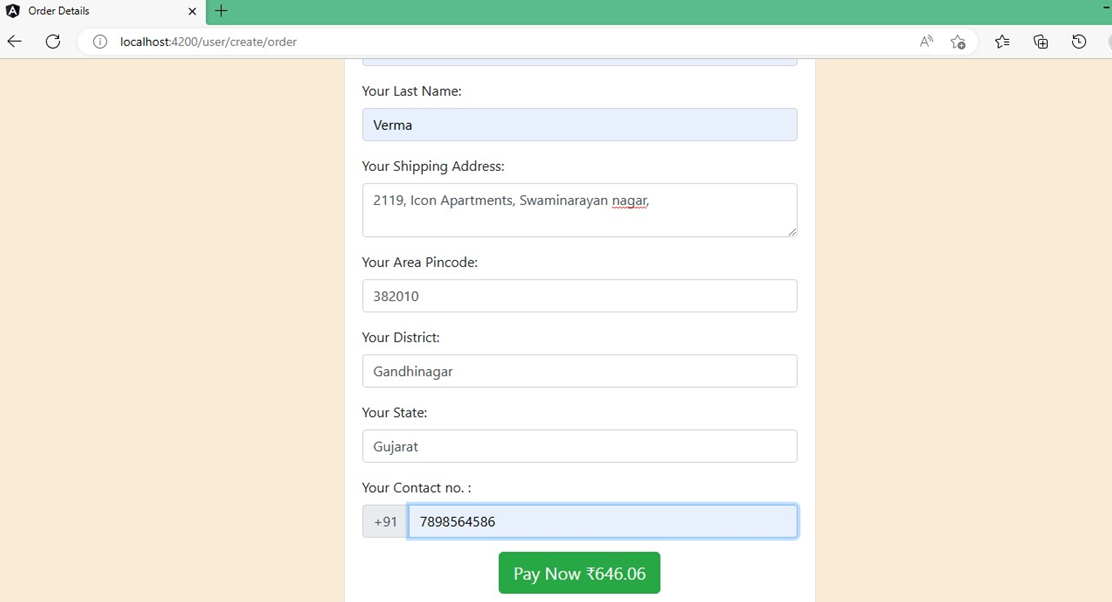 Order Details
localhost:4200/user/create/order
Your Last Name:
Verma
Your Shipping Address:
2119, Icon Apartments, Swaminarayan nagar,
Your Area Pincode:
382010
Your District:
Gandhinagar
Your State:
Gujarat
Your Contact no. :
+91 7898564586
Pay Now ₹646.06